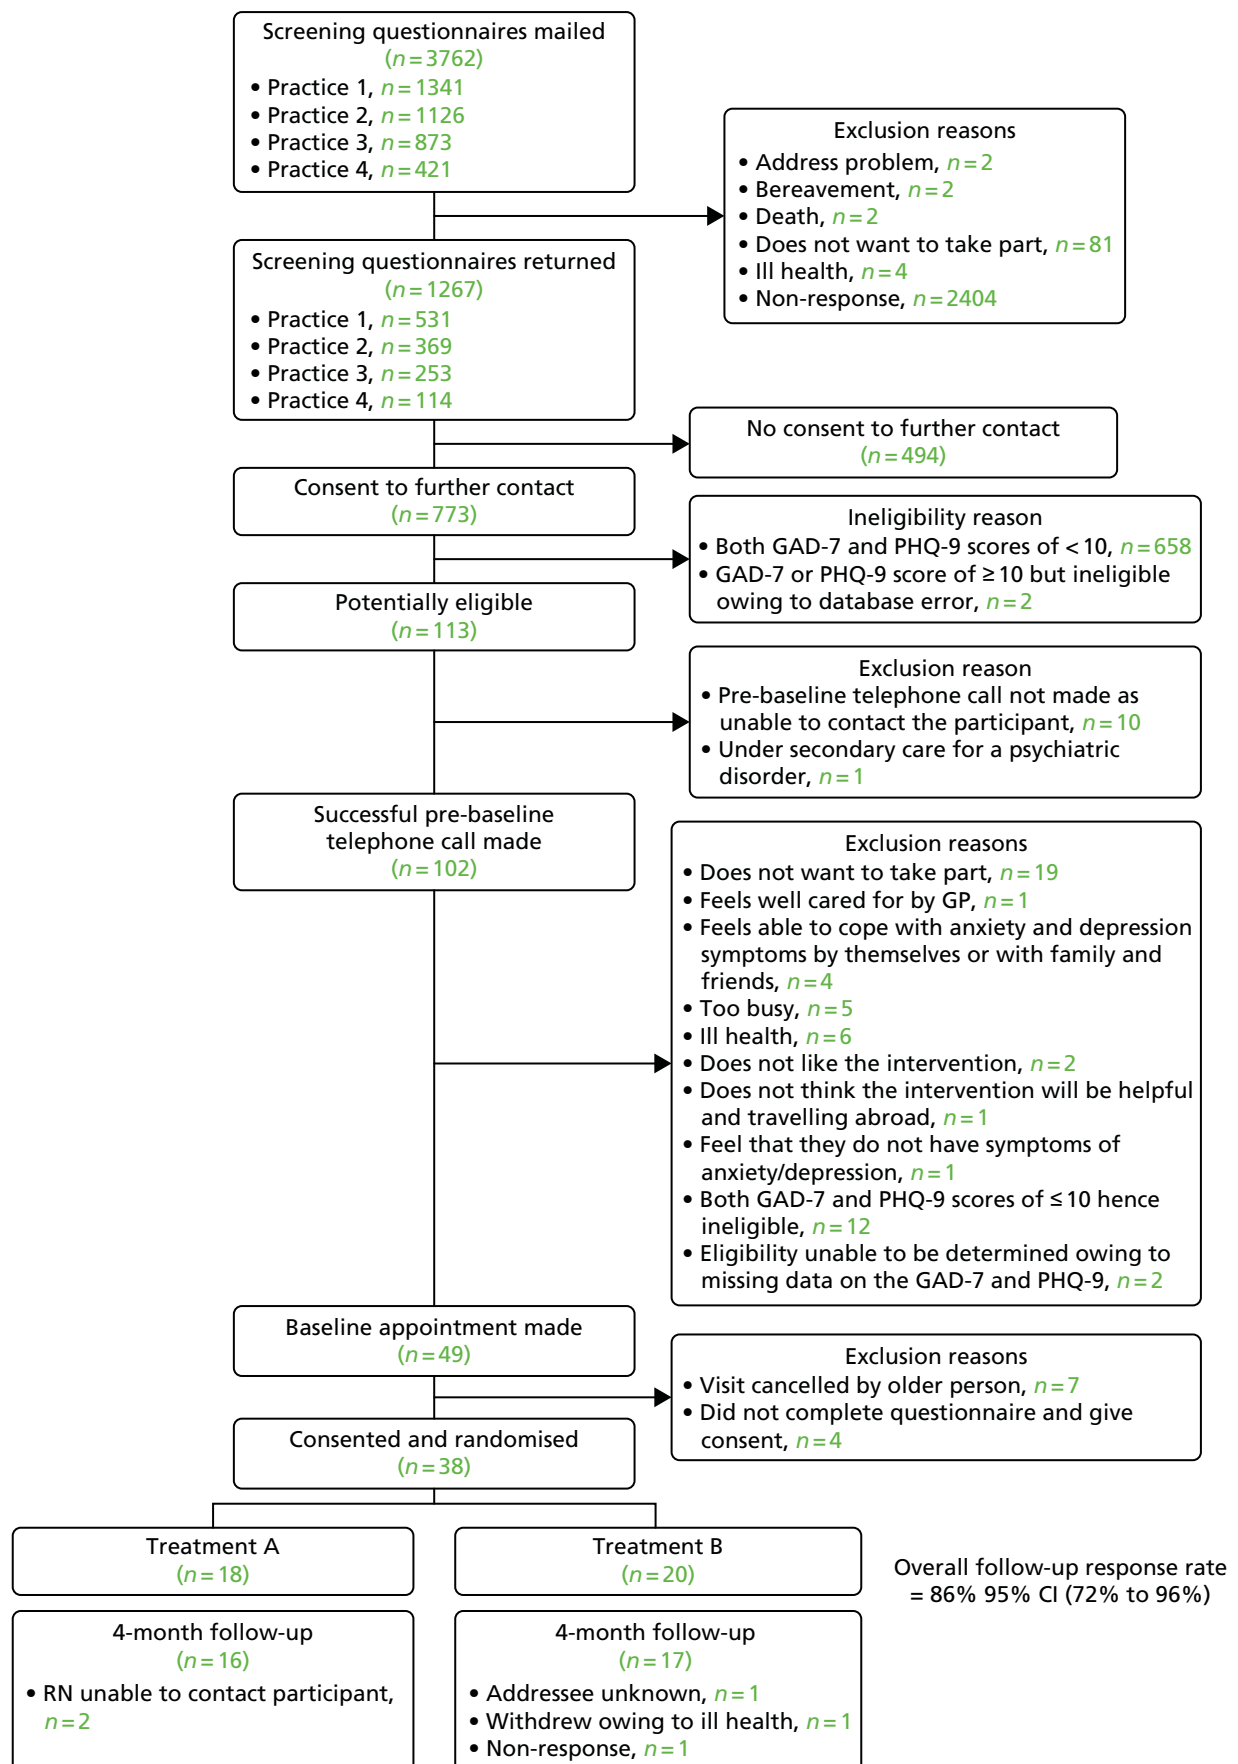 Screening questionnaires mailed
(n=3762)
• Practice 1, n=1341
• Practice 2, n=1126
• Practice 3, n=873
• Practice 4, n=421
Exclusion reasons
• Address problem, n=2
• Bereavement, n=2
• Death, n=2
• Does not want to take part, n=81
• Ill health, n=4
• Non-response, n=2404
Screening questionnaires returned
(n=1267)
• Practice 1, n=531
• Practice 2, n=369
• Practice 3, n=253
• Practice 4, n=114
No consent to further contact
(n=494)
Consent to further contact
(n=773)
Ineligibility reason
• Both GAD-7 and PHQ-9 scores of <10, n=658
• GAD-7 or PHQ-9 score of ≥10 but ineligible
owing to database error, n=2
Potentially eligible
(n=113)
Exclusion reason
• Pre-baseline telephone call not made as
unable to contact the participant, n=10
• Under secondary care for a psychiatric
disorder, n=1
Successful pre-baseline
telephone call made
(n=102)
Exclusion reasons
• Does not want to take part, n=19
• Feels well cared for by GP, n=1
• Feels able to cope with anxiety and depression
symptoms by themselves or with family and
friends, n=4
• Too busy, n=5
• Ill health, n=6
• Does not like the intervention, n=2
• Does not think the intervention will be helpful
and travelling abroad, n=1
• Feel that they do not have symptoms of
anxiety/depression, n=1
• Both GAD-7 and PHQ-9 scores of ≤10 hence
ineligible, n=12
• Eligibility unable to be determined owing to
missing data on the GAD-7 and PHQ-9, n=2
Baseline appointment made
(n=49)
Exclusion reasons
• Visit cancelled by older person, n=7
• Did not complete questionnaire and give
consent, n=4
Consented and randomised
(n=38)
Treatment A
(n=18)
Treatment B
(n=20)
Overall follow-up response rate
= 86% 95% CI (72% to 96%)
4-month follow-up
(n=16)
• RN unable to contact participant,
n=2
4-month follow-up
(n=17)
• Addressee unknown, n=1
• Withdrew owing to ill health, n=1
• Non-response, n=1